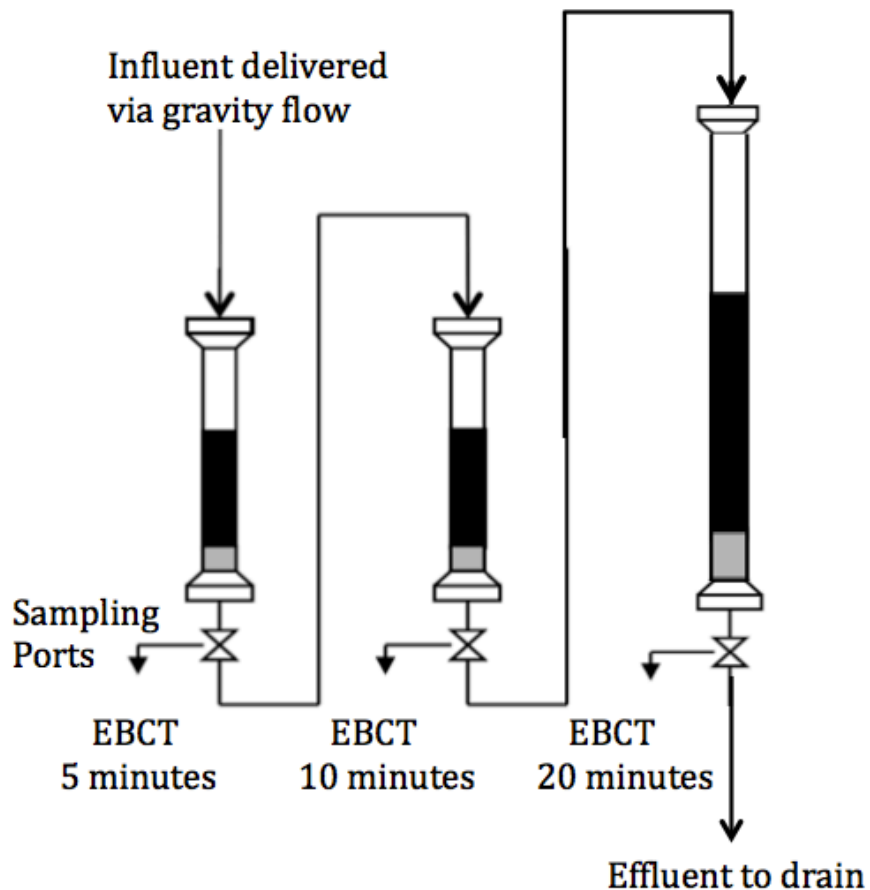 Influent delivered
via gravity flow
Sampling
Ports
EBCT
5 minutes
EBCT
10 minutes
EBCT
20 minutes
Effluent to drain